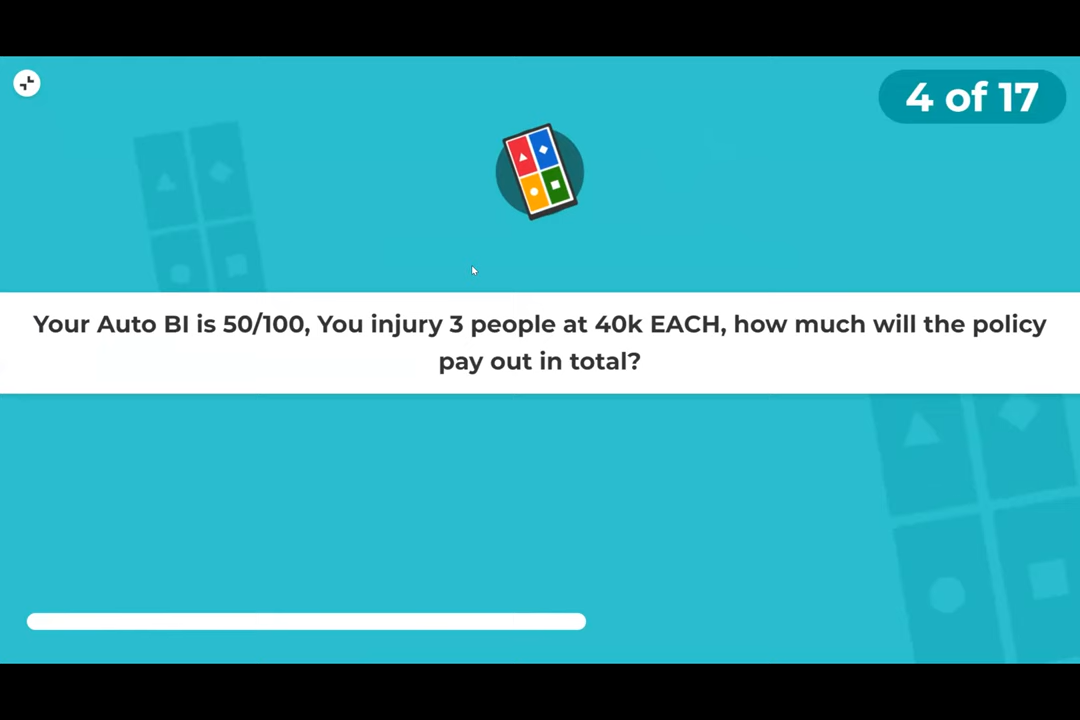 4 of 17
Your Auto BI is 50/100, You injury 3 people at 40k EACH, how much will the policy
pay out in total?